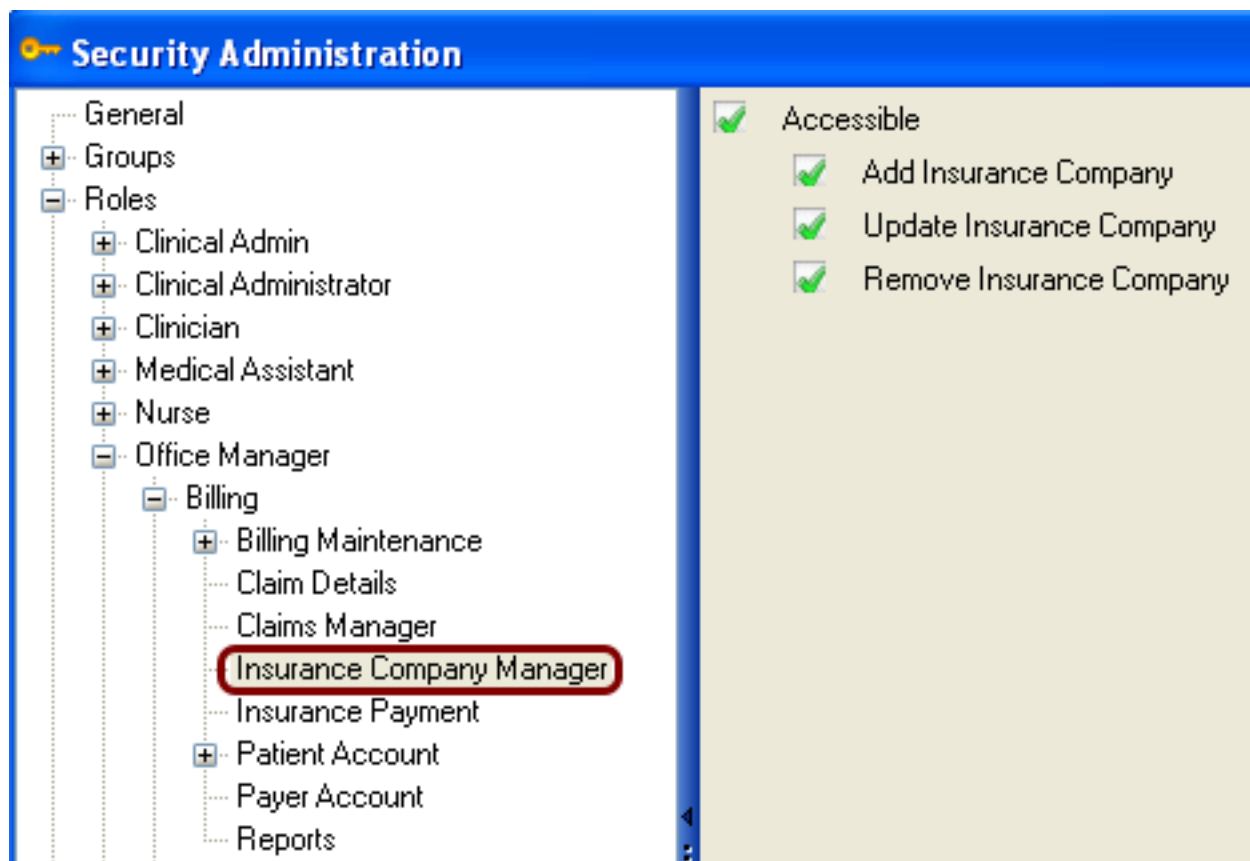 Security Administration
General
Groups
Roles
Clinical Admin
Clinical Administrator
Clinician
Medical Assistant
Nurse
Office Manager
Billing
Billing Maintenance
Claim Details
Claims Manager
Insurance Company Manager
Insurance Payment
Patient Account
Payer Account
Reports
Accessible
Add Insurance Company
Update Insurance Company
Remove Insurance Company